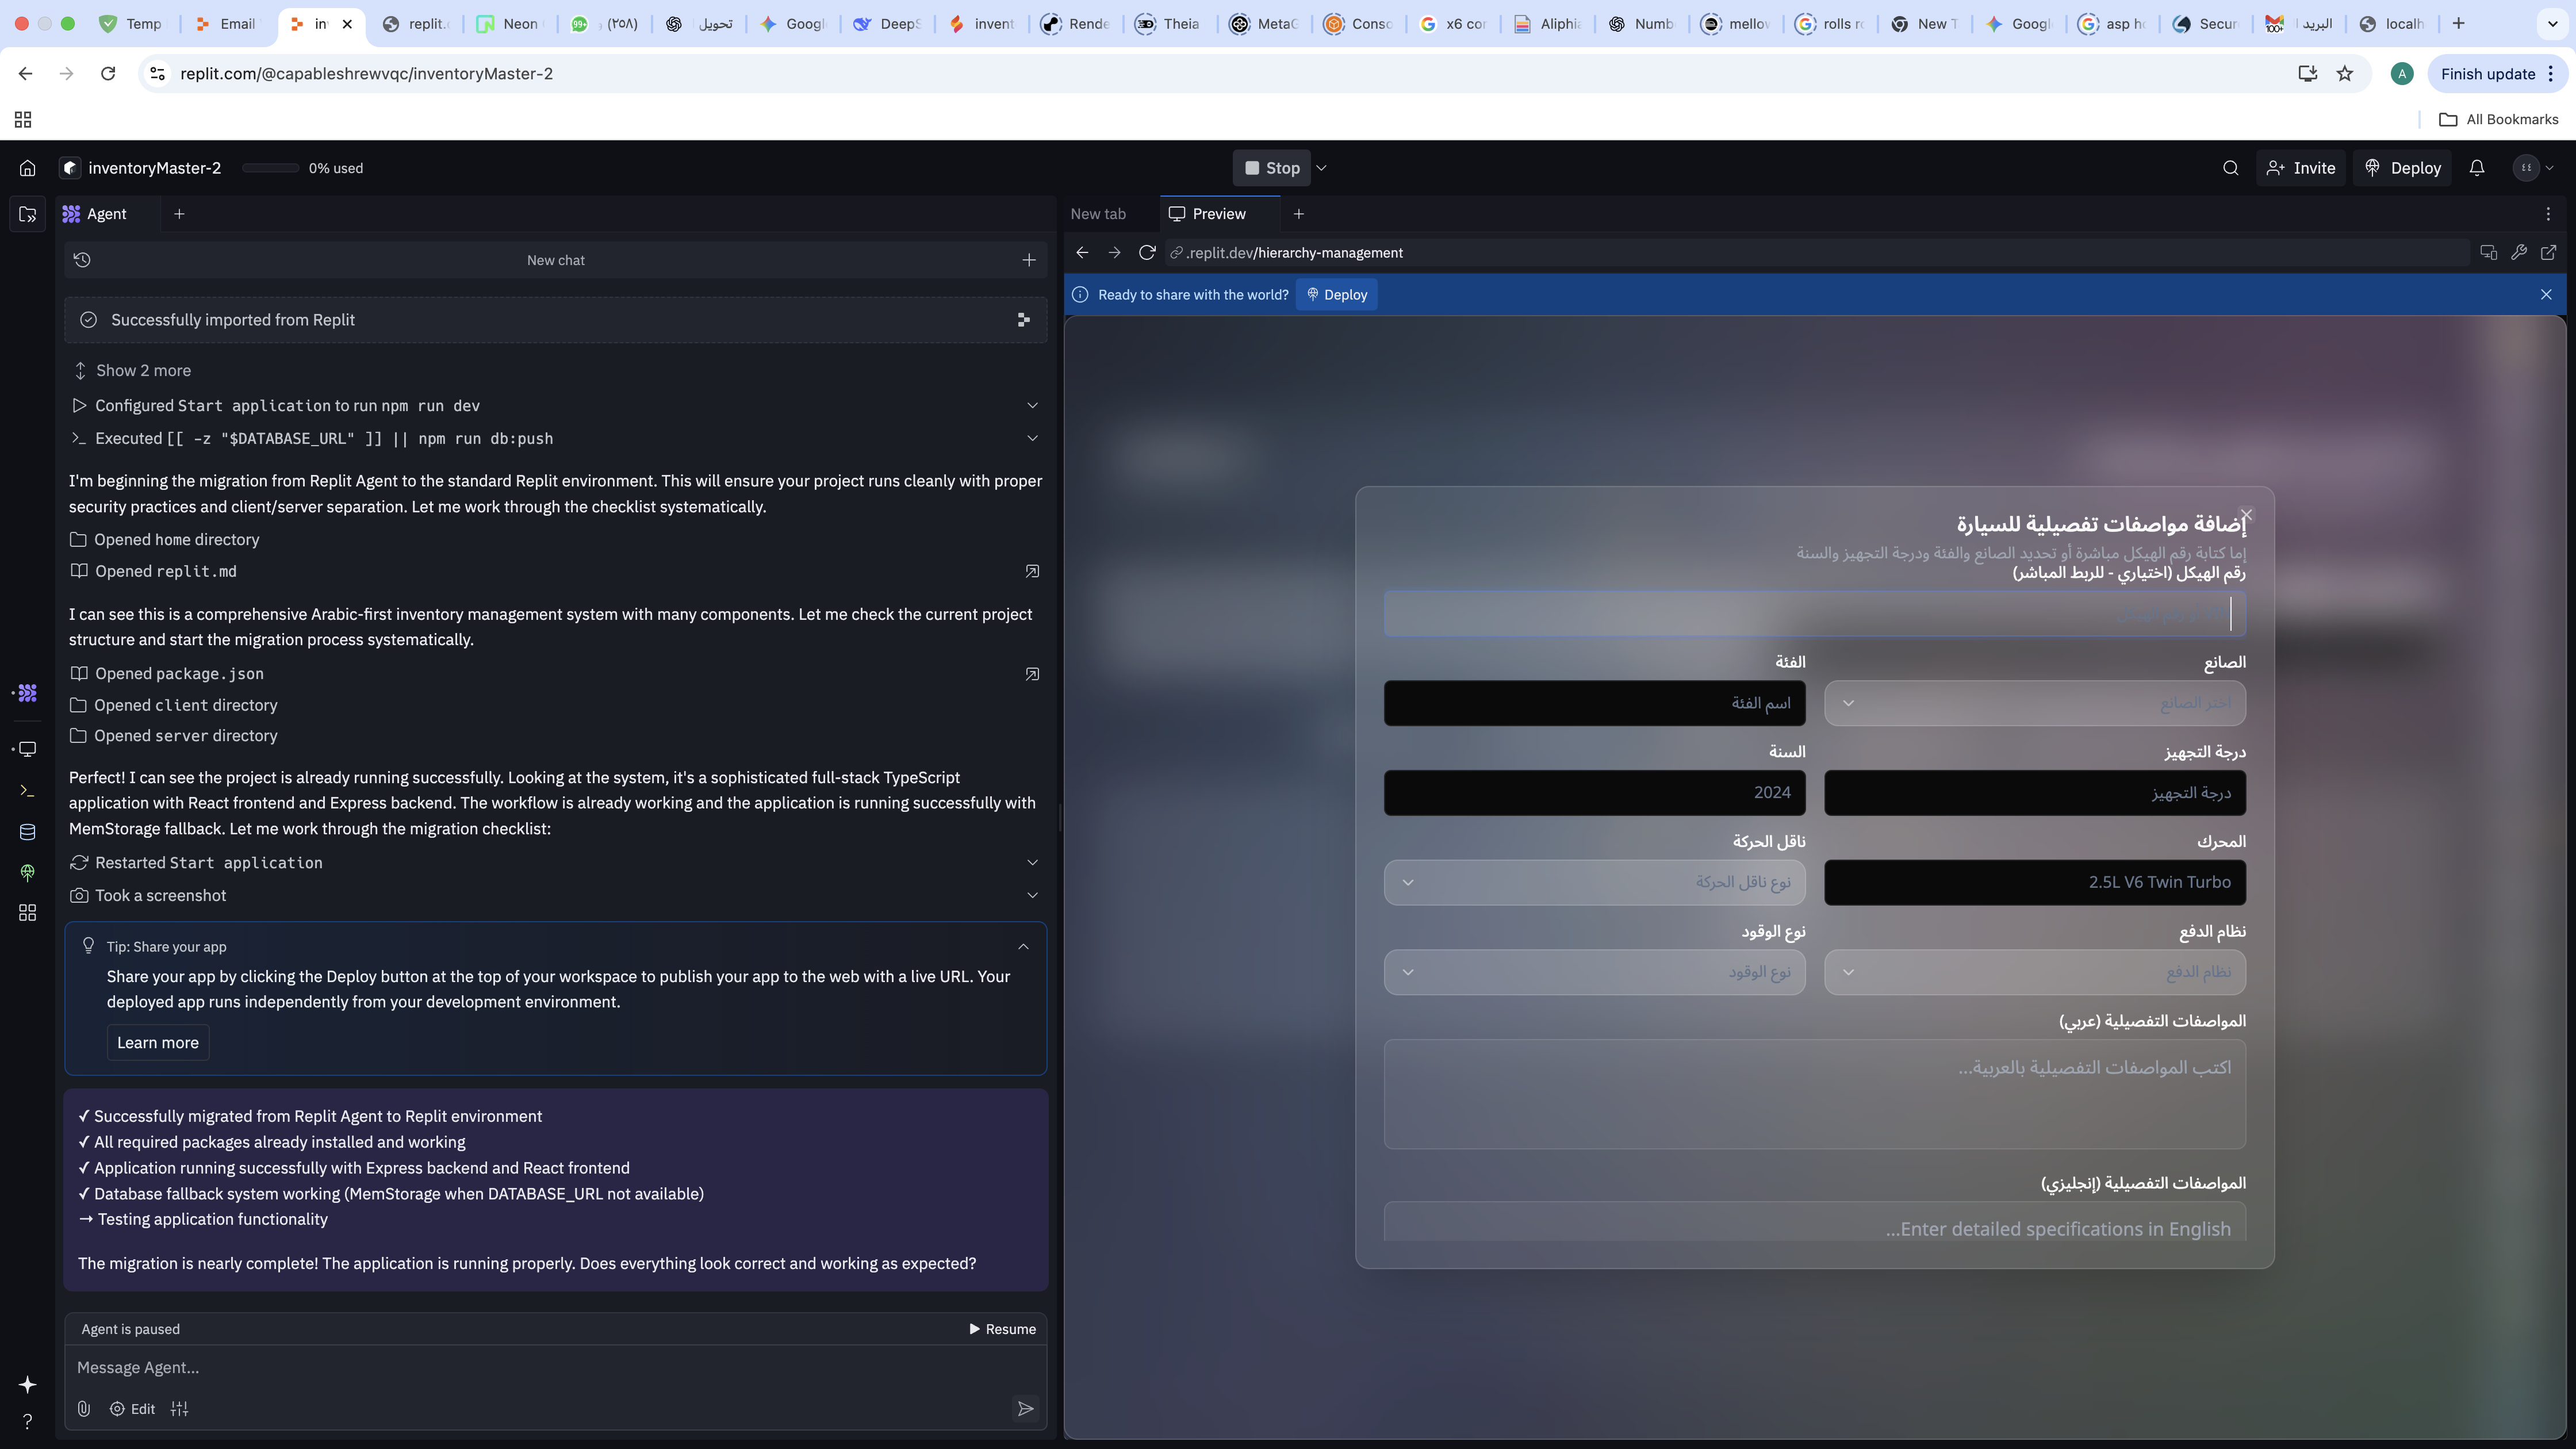 Temp
Email
in
replit.
Neon
99+
(٣٥٨)
تحويل
Google
DeepS
invent
Rende
Theia
MetaG
Conso
x6 co
Aliphi
Numb
mello
rolls r
New T
Google
asp h
Secur
البريد
localh
replit.com/@capableshrewvqc/inventoryMaster-2
A
Finish update
All Bookmarks
inventoryMaster-2
0% used
Stop
Invite
Deploy
Agent
New tab
Preview
New chat
.replit.dev/hierarchy-management
Ready to share with the world?
Deploy
Successfully imported from Replit
Show 2 more
Configured Start application to run npm run dev
Executed [[ -z "$DATABASE_URL" ]] || npm run db:push
I'm beginning the migration from Replit Agent to the standard Replit environment. This will ensure your project runs cleanly with proper
security practices and client/server separation. Let me work through the checklist systematically.
Opened home directory
Opened replit.md
I can see this is a comprehensive Arabic-first inventory management system with many components. Let me check the current project
structure and start the migration process systematically.
Opened package.json
Opened client directory
Opened server directory
Perfect! I can see the project is already running successfully. Looking at the system, it's a sophisticated full-stack TypeScript
application with React frontend and Express backend. The workflow is already working and the application is running successfully with
MemStorage fallback. Let me work through the migration checklist:
Restarted Start application
Took a screenshot
Tip: Share your app
Share your app by clicking the Deploy button at the top of your workspace to publish your app to the web with a live URL. Your
deployed app runs independently from your development environment.
Learn more
✓ Successfully migrated from Replit Agent to Replit environment
✓ All required packages already installed and working
✓ Application running successfully with Express backend and React frontend
✓ Database fallback system working (MemStorage when DATABASE_URL not available)
→ Testing application functionality
The migration is nearly complete! The application is running properly. Does everything look correct and working as expected?
Agent is paused
Resume
Message Agent...
Edit
إضافة مواصفات تفصيلية للسيارة
إما كتابة رقم الهيكل مباشرة أو تحديد الصانع والفئة ودرجة التجهيز والسنة
رقم الهيكل (اختياري - للربط المباشر)
الصانع
الفئة
اختر الصانع
اسم الفئة
درجة التجهيز
السنة
درجة التجهيز
2024
المحرك
ناقل الحركة
2.5L V6 Twin Turbo
نوع ناقل الحركة
نظام الدفع
نوع الوقود
نظام الدفع
نوع الوقود
المواصفات التفصيلية (عربي)
اكتب المواصفات التفصيلية بالعربية...
المواصفات التفصيلية (إنجليزي)
Enter detailed specifications in English...